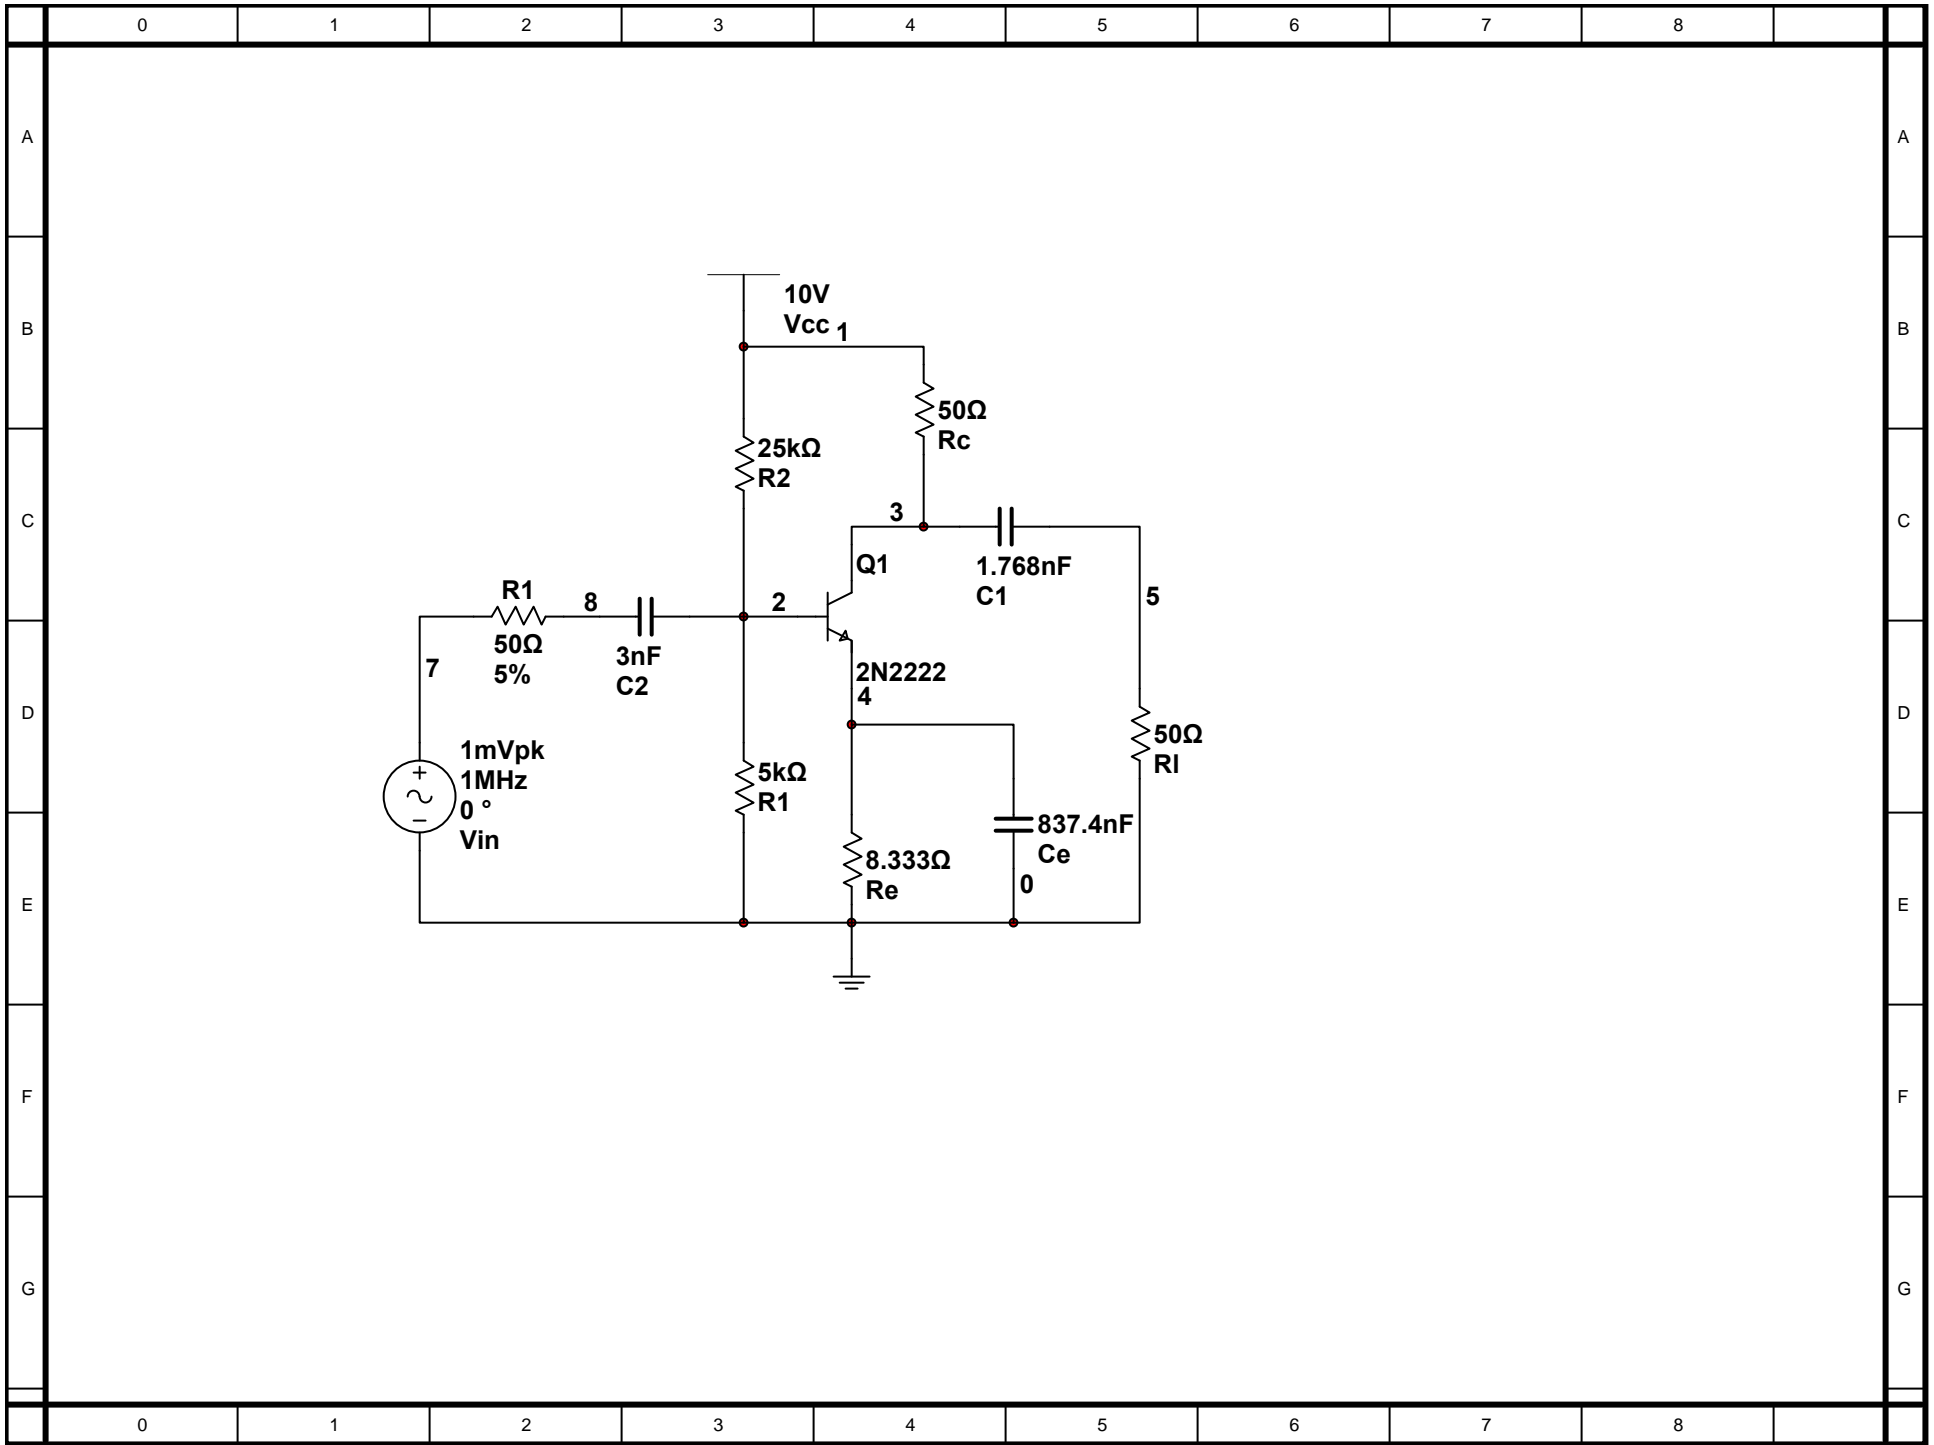 0 1 2 3 4 5 6 7 8
A A
B B
C C
D D
E E
F F
G G
10V
Vcc
1
50Ω
Rc
25kΩ
R2
3
Q1
1.768nF
C1
5
R1
50Ω
5%
8
3nF
C2
2
7
2N2222
4
1mVpk
1MHz
0 °
Vin
5kΩ
R1
8.333Ω
Re
837.4nF
Ce
0
50Ω
Rl
0 1 2 3 4 5 6 7 8